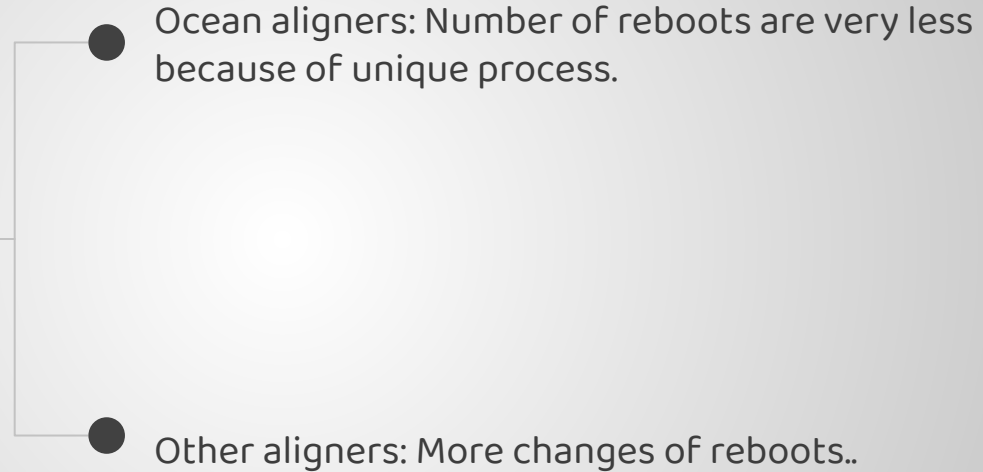 Ocean aligners: Number of reboots are very less
because of unique process.
Other aligners: More changes of reboots..